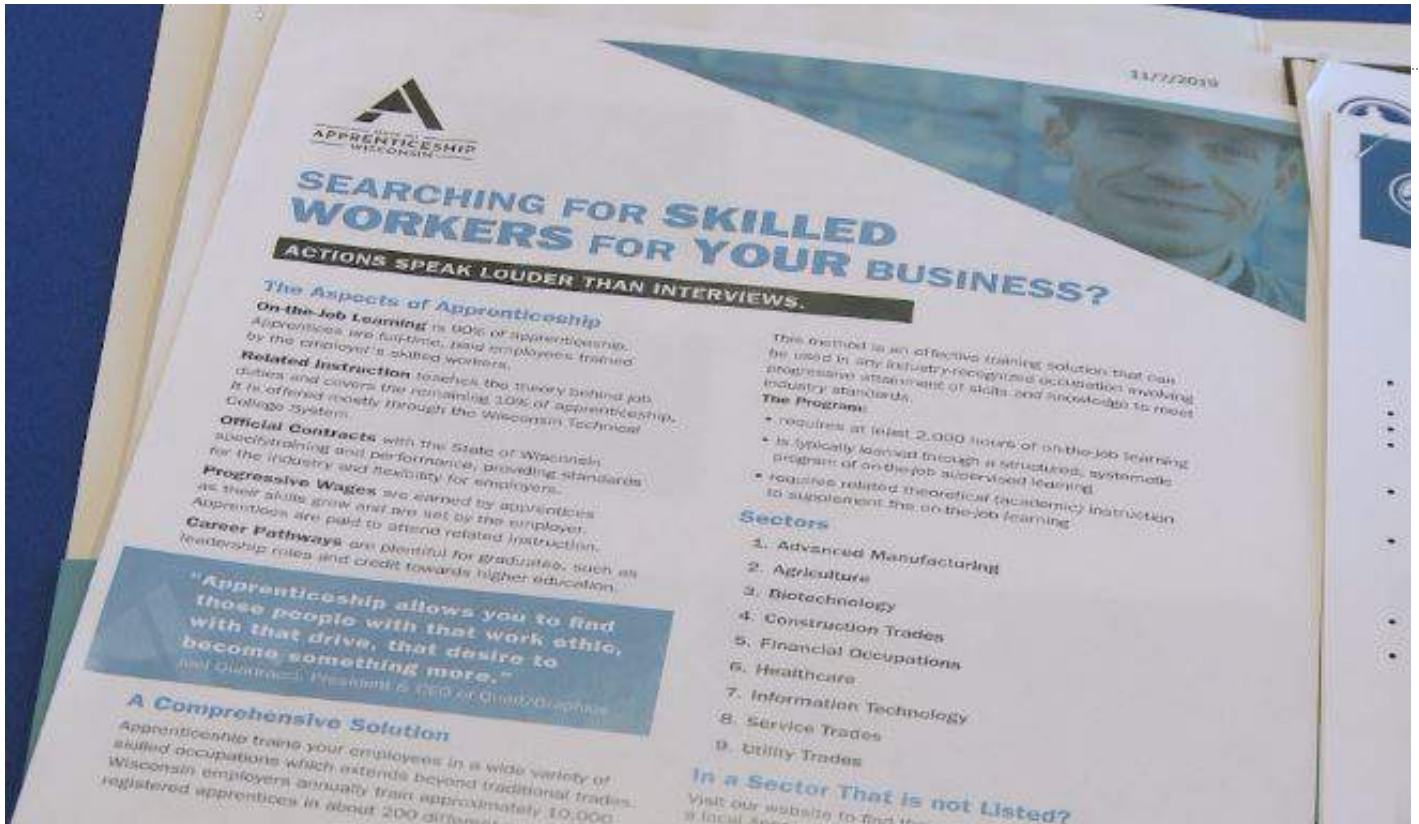 11/7/2019
APPRENTICESHIP
WISCONSIN
SEARCHING FOR SKILLED
WORKERS FOR YOUR BUSINESS?
ACTIONS SPEAK LOUDER THAN INTERVIEWS.
The Aspects of Apprenticeship
On-the-Job Learning is 90% of apprenticeship.
Apprentices are full-time, paid employees trained
by the employer's skilled workers.
Related Instruction teaches the theory behind job
duties and covers the remaining 10% of apprenticeship.
It is offered mostly through the Wisconsin Technical
College System.
Official Contracts with the State of Wisconsin
specify training and performance, providing standards
for the industry and flexibility for employers.
Progressive Wages are earned by apprentices
as their skills grow and are set by the employer.
Apprentices are paid to attend related instruction.
Career Pathways are plentiful for graduates, such as
leadership roles and credit towards higher education.
"Apprenticeship allows you to find
those people with that work ethic,
with that drive, that desire to
become something more."
Joel Quadracci, President & CEO of Quad/Graphics
A Comprehensive Solution
Apprenticeship trains your employees in a wide variety of
skilled occupations which extends beyond traditional trades.
Wisconsin employers annually train approximately 10,000
registered apprentices in about 200
This method is an effective training solution that can
be used in any industry-recognized occupation involving
progressive attainment of skills and knowledge to meet
industry standards.
The Program:
• requires at least 2,000 hours of on-the-job learning
• is typically learned through a structured, systematic
program of on-the-job supervised learning
• requires related theoretical (academic) instruction
to supplement the on-the-job learning
Sectors
1. Advanced Manufacturing
2. Agriculture
3. Biotechnology
4. Construction Trades
5. Financial Occupations
6. Healthcare
7. Information Technology
8. Service Trades
9. Utility Trades
In a Sector That is not Listed?
Visit our website to find
a local